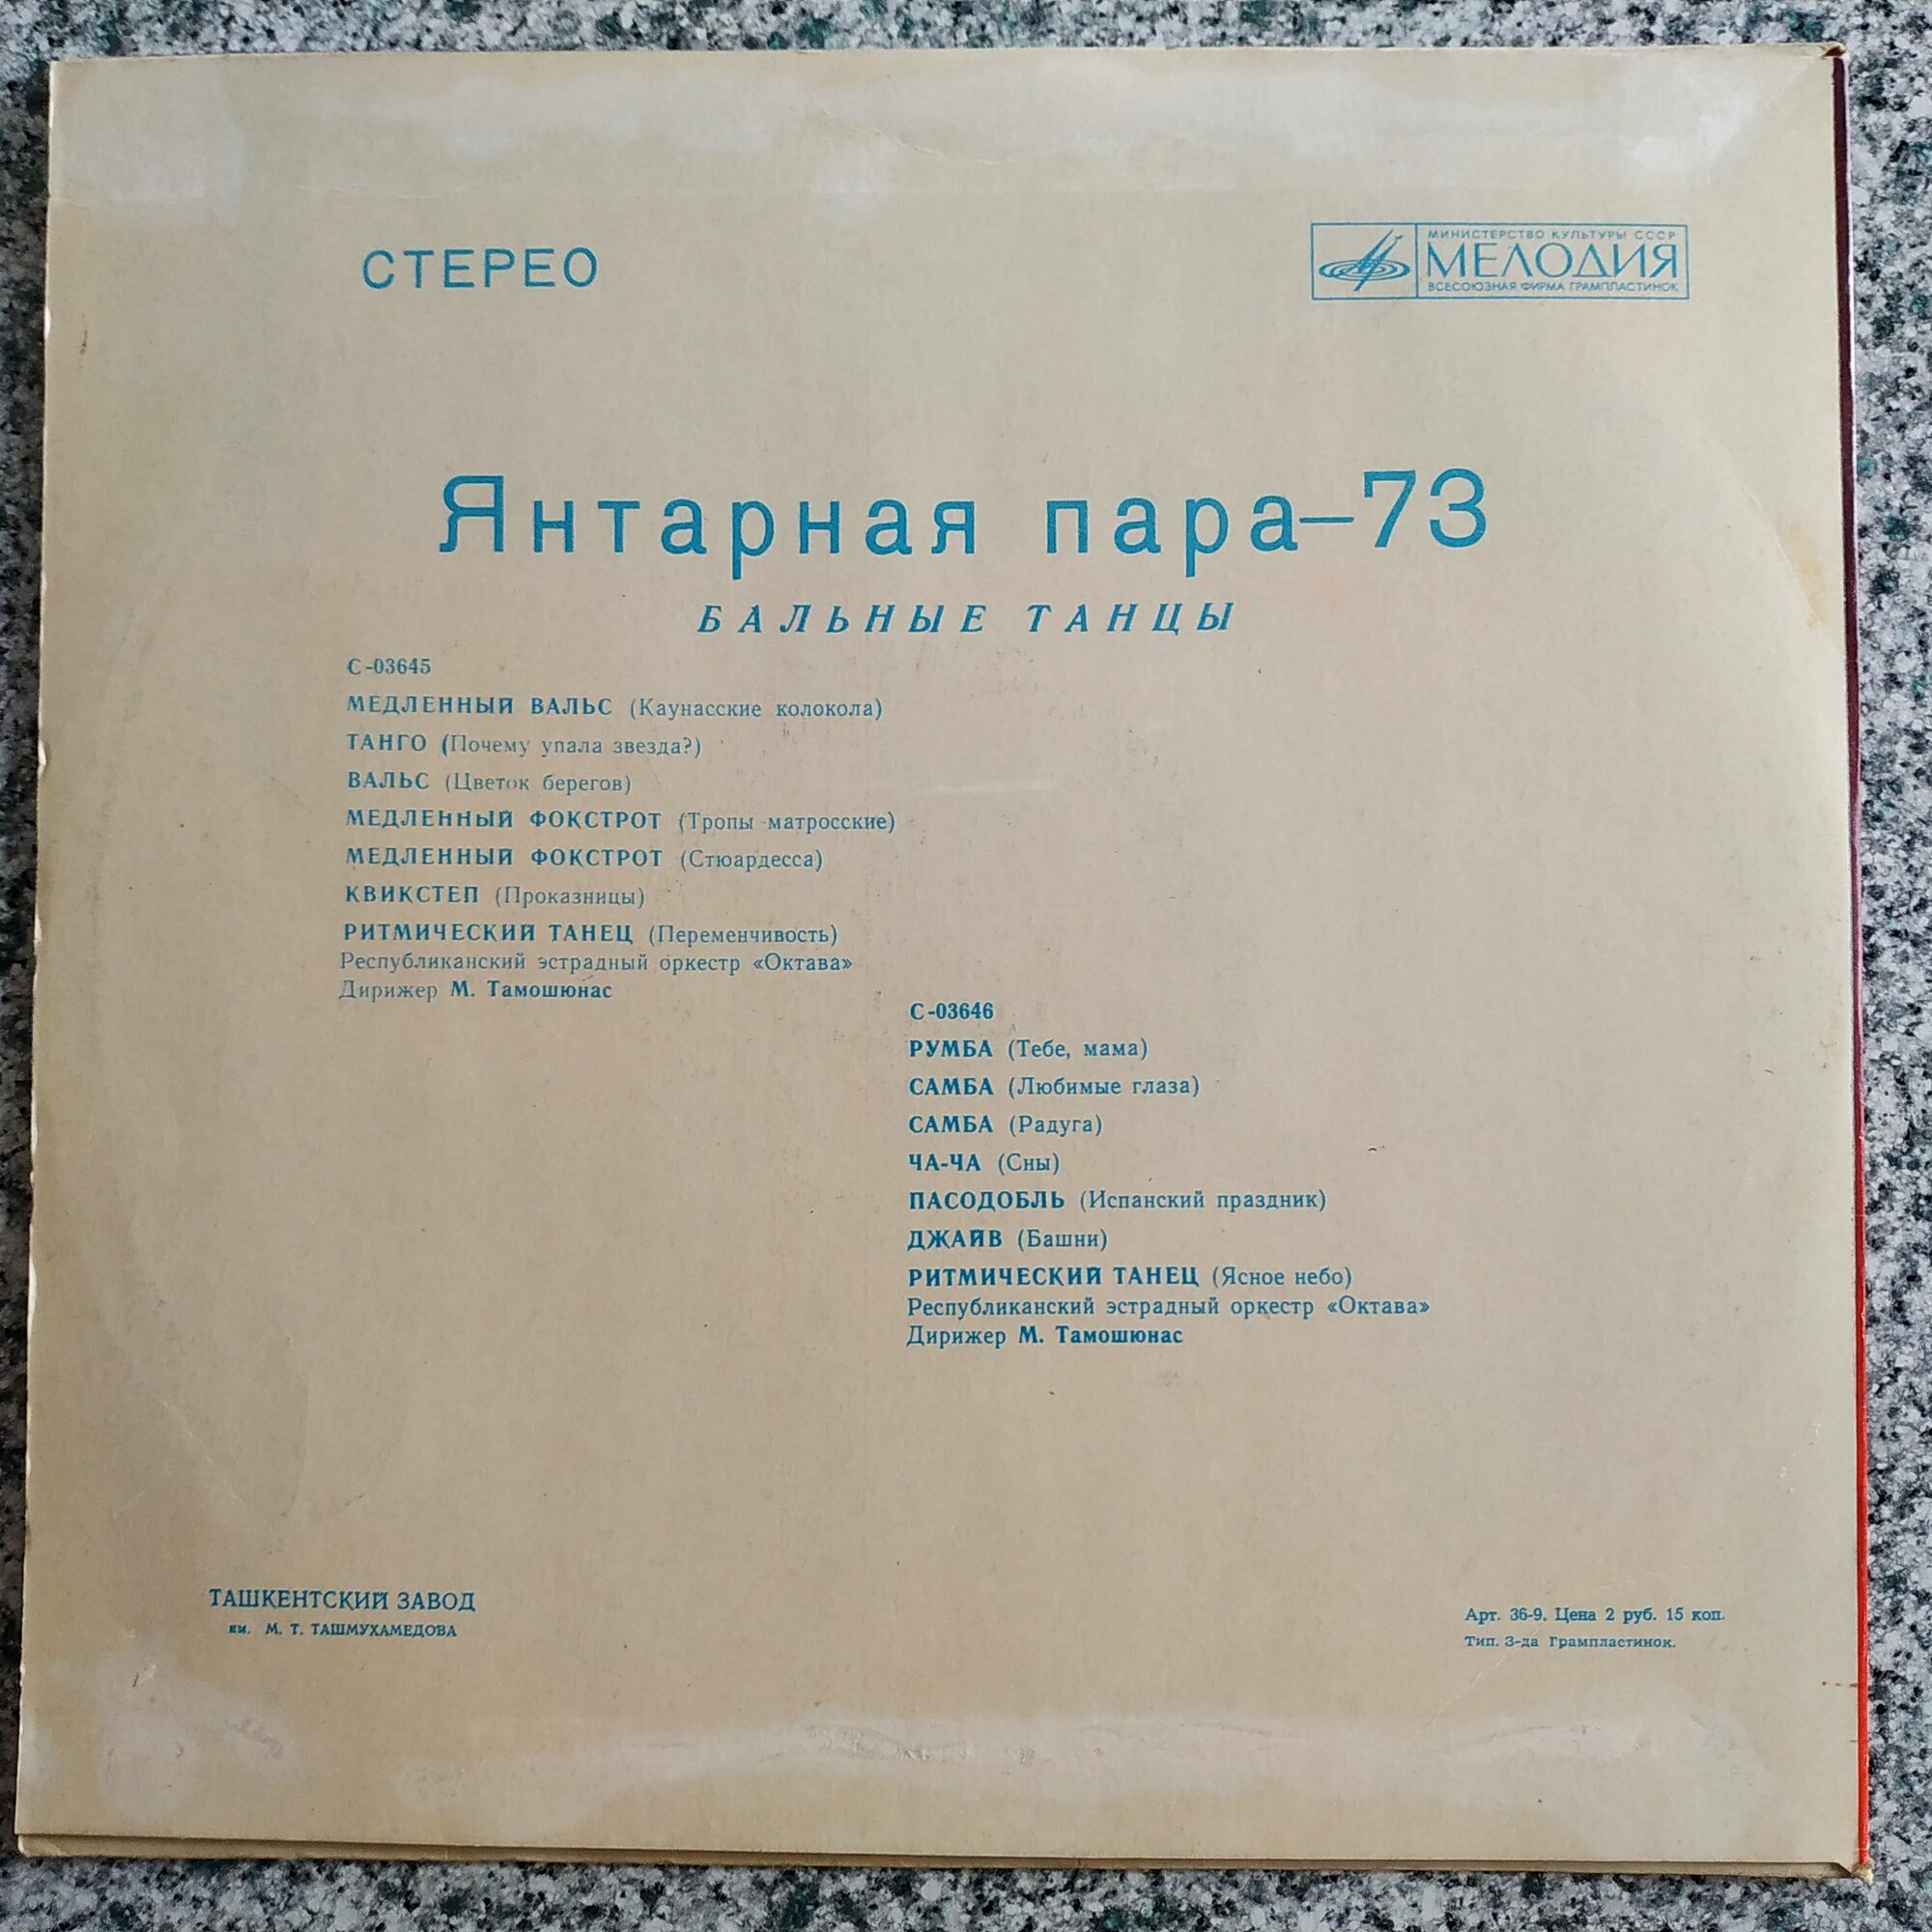 СТЕРЕО
МИНИСТЕРСТВО КУЛЬТУРЫ СССР
МЕЛОДИЯ
ВСЕСОЮЗНАЯ ФИРМА ГРАМПЛАСТИНОК
Янтарная пара–73
БАЛЬНЫЕ ТАНЦЫ
С-03645
МЕДЛЕННЫЙ ВАЛЬС (Каунасские колокола)
ТАНГО (Почему упала звезда?)
ВАЛЬС (Цветок берегов)
МЕДЛЕННЫЙ ФОКСТРОТ (Тропы матросские)
МЕДЛЕННЫЙ ФОКСТРОТ (Стюардесса)
КВИКСТЕП (Проказницы)
РИТМИЧЕСКИЙ ТАНЕЦ (Переменчивость)
Республиканский эстрадный оркестр «Октава»
Дирижер М. Тамошюнас
С-03646
РУМБА (Тебе, мама)
САМБА (Любимые глаза)
САМБА (Радуга)
ЧА-ЧА (Сны)
ПАСОДОБЛЬ (Испанский праздник)
ДЖАЙВ (Башни)
РИТМИЧЕСКИЙ ТАНЕЦ (Ясное небо)
Республиканский эстрадный оркестр «Октава»
Дирижер М. Тамошюнас
ТАШКЕНТСКИЙ ЗАВОД
им. М. Т. ТАШМУХАМЕДОВА
Арт. 36-9. Цена 2 руб. 15 коп.
Тип. З-да Грампластинок.